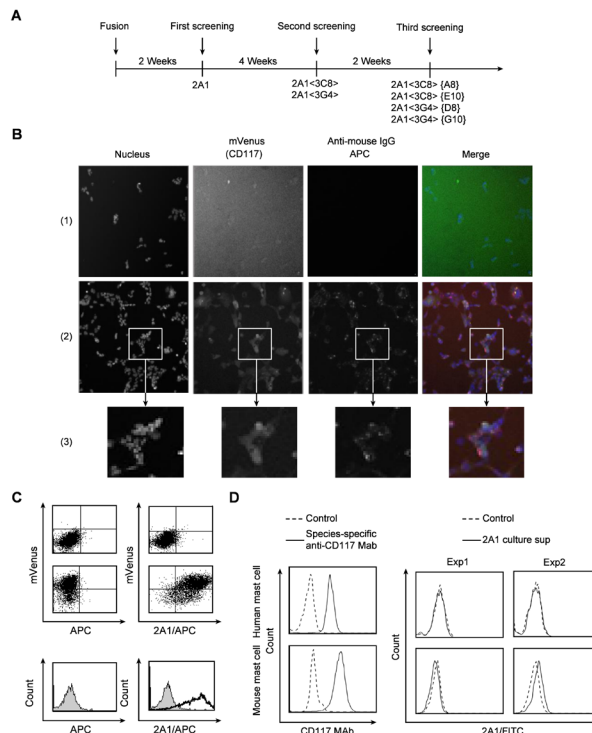 A
Fusion
First screening
Second screening
Third screening
2 Weeks
4 Weeks
2 Weeks
2A1
2A1<3C8>
2A1<3G4>
2A1<3C8> {A8}
2A1<3C8> {E10}
2A1<3G4> {D8}
2A1<3G4> {G10}
B
Nucleus
mVenus
(CD117)
Anti-mouse IgG
APC
Merge
(1)
(2)
(3)
C
mVenus
mVenus
APC
2A1/APC
Count
Count
APC
2A1/APC
D
Control
Species-specific
anti-CD117 Mab
Control
2A1 culture sup
Exp1
Exp2
Human mast cell
Mouse mast cell
Count
Count
CD117 MAb
2A1/FITC